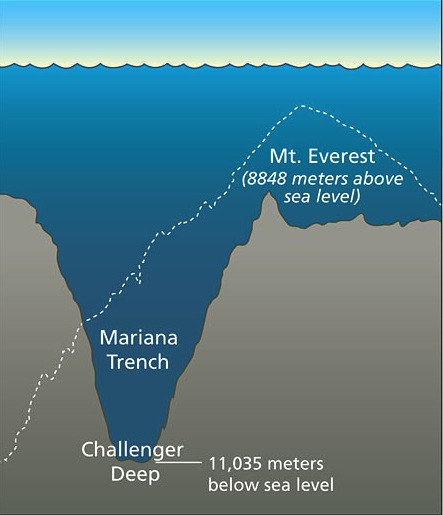 Mt. Everest
(8848 meters above
sea level)
Mariana
Trench
Challenger
Deep
11,035 meters
below sea level